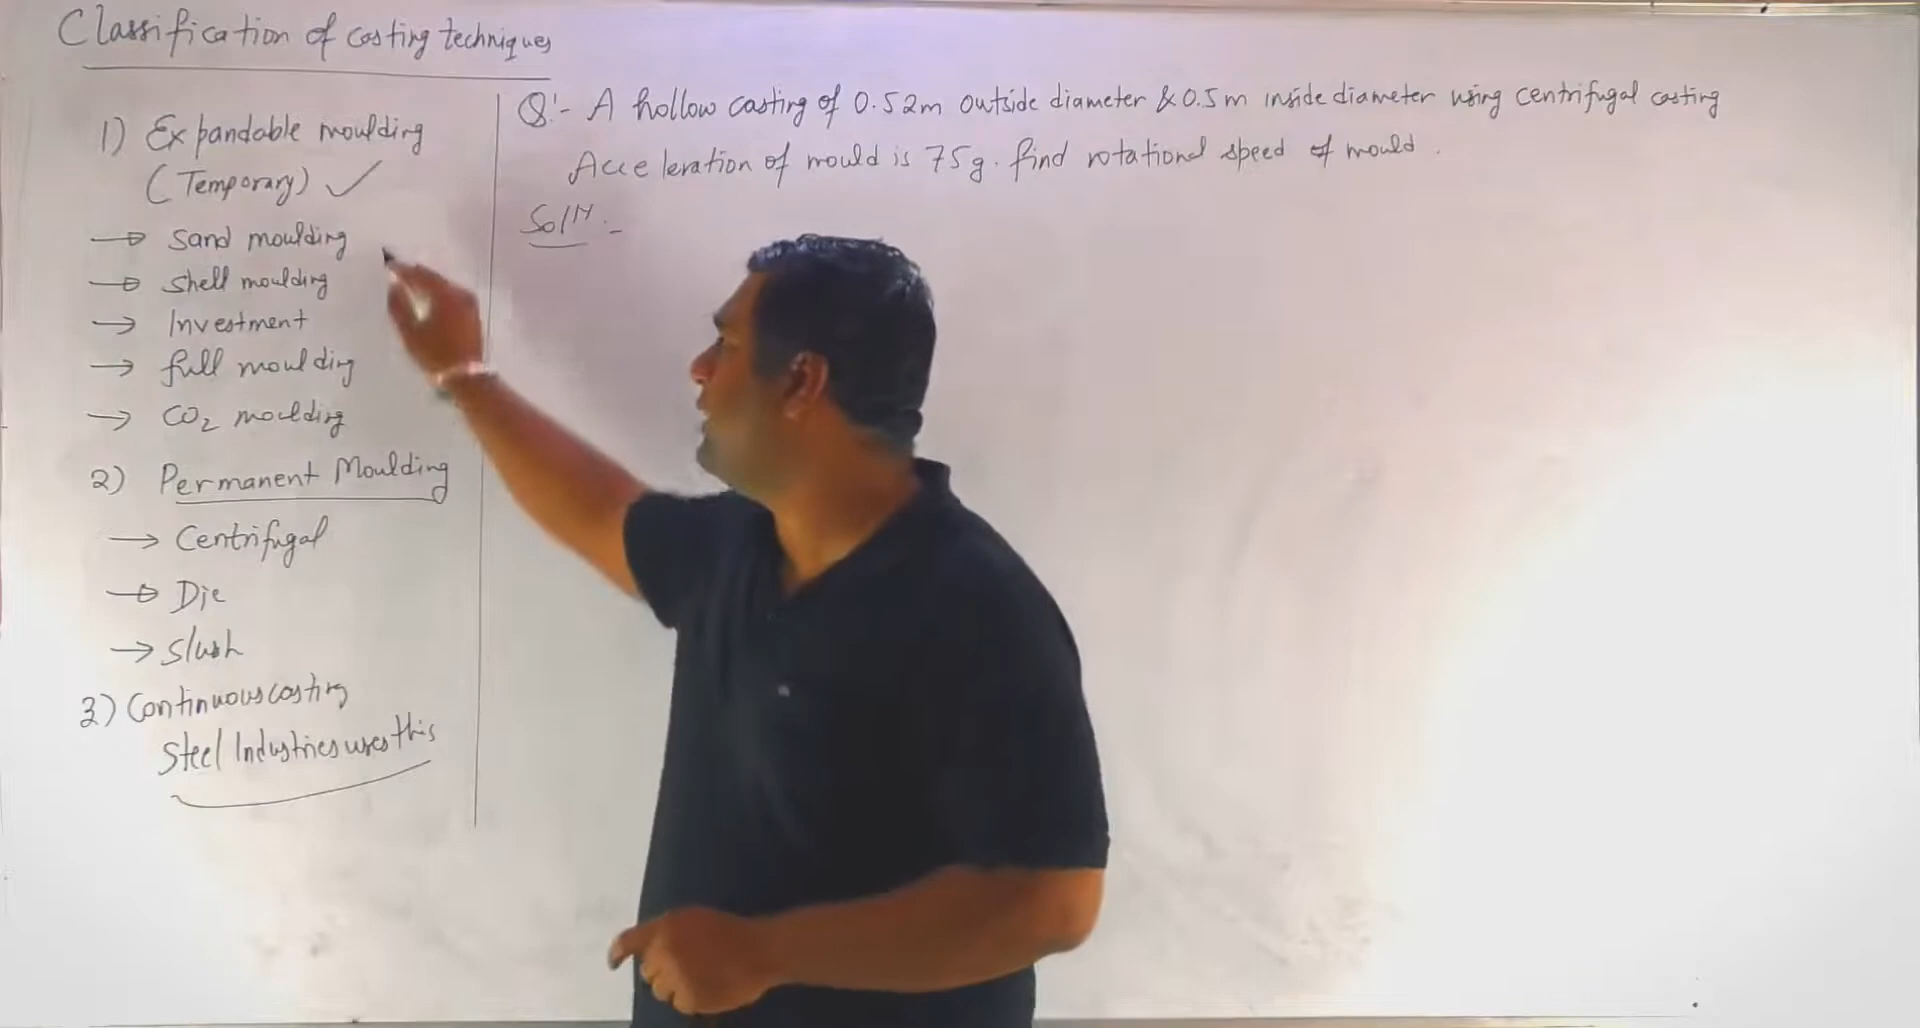 Classification of casting techniques
1) Expandable moulding
(Temporary) ✓
→ Sand moulding
→ Shell moulding
→ Investment
→ full moulding
→ CO₂ moulding
2) Permanent Moulding
→ Centrifugal
→ Die
→ Slush
3) Continuous casting
Steel Industries uses this
Q:- A hollow casting of 0.52m outside diameter & 0.5m inside diameter using centrifugal casting
Acceleration of mould is 75g. find rotational speed of mould.
Solⁿ:-